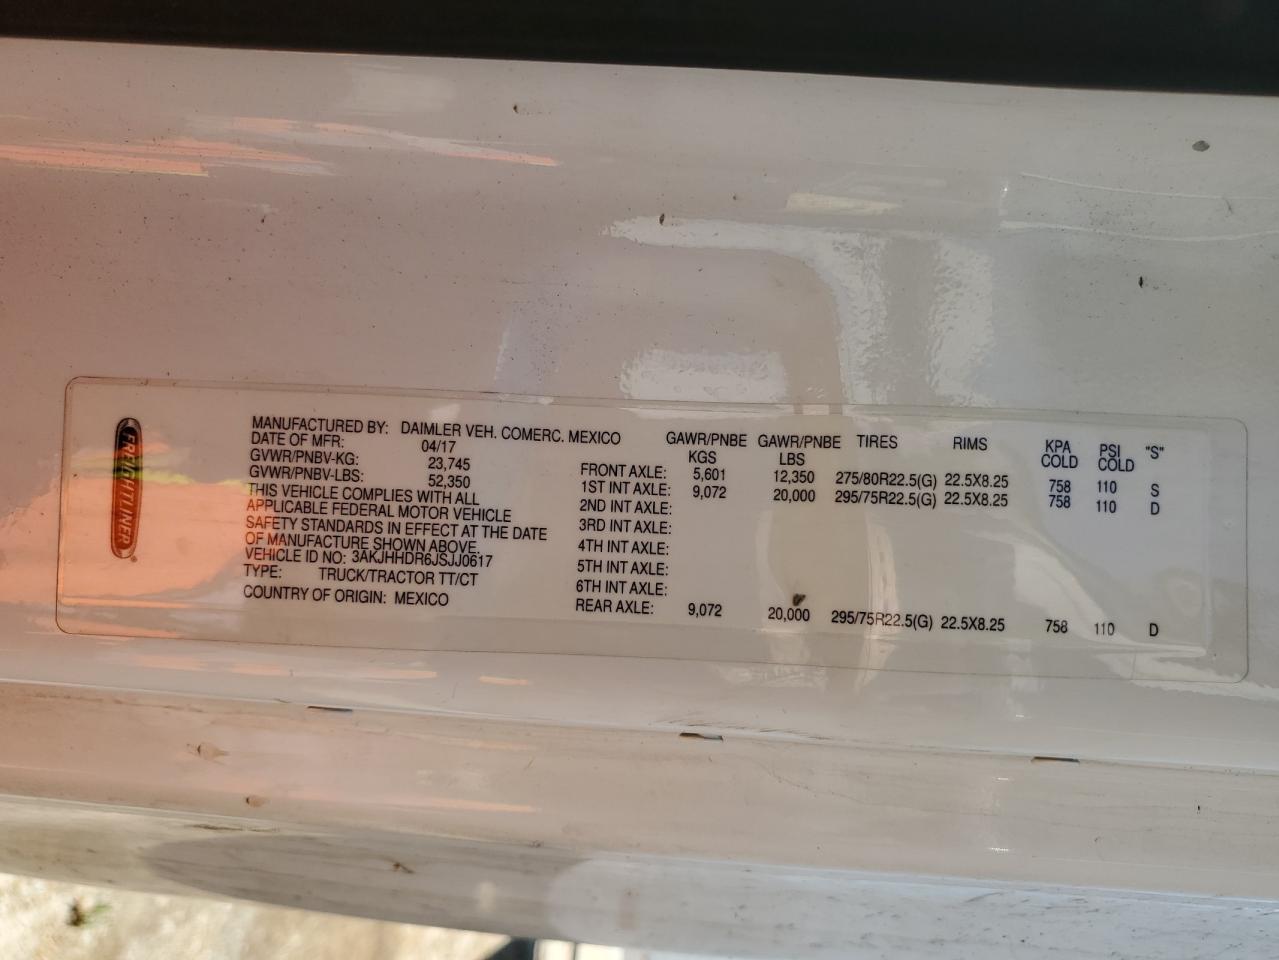 FREIGHTLINER
MANUFACTURED BY: DAIMLER VEH. COMERC. MEXICO
DATE OF MFR: 04/17
GVWR/PNBV-KG: 23,745
GVWR/PNBV-LBS: 52,350
THIS VEHICLE COMPLIES WITH ALL
APPLICABLE FEDERAL MOTOR VEHICLE
SAFETY STANDARDS IN EFFECT AT THE DATE
OF MANUFACTURE SHOWN ABOVE.
VEHICLE ID NO: 3AKJHHDR6JSJJ0617
TYPE: TRUCK/TRACTOR TT/CT
COUNTRY OF ORIGIN: MEXICO
GAWR/PNBE GAWR/PNBE TIRES RIMS KPA PSI "S"
KGS LBS COLD COLD
FRONT AXLE: 5,601 12,350 275/80R22.5(G) 22.5X8.25 758 110 S
1ST INT AXLE: 9,072 20,000 295/75R22.5(G) 22.5X8.25 758 110 D
2ND INT AXLE:
3RD INT AXLE:
4TH INT AXLE:
5TH INT AXLE:
6TH INT AXLE:
REAR AXLE: 9,072 20,000 295/75R22.5(G) 22.5X8.25 758 110 D